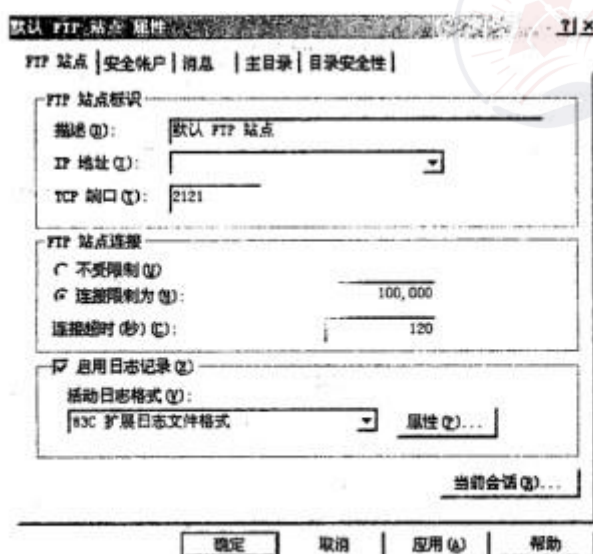 默认 FTP 站点 属性 ? ×
FTP 站点 安全帐户 消息 主目录 目录安全性
FTP 站点标识
描述(D): 默认 FTP 站点
IP 地址(I):
TCP 端口(T): 2121
FTP 站点连接
不受限制(U)
连接限制为(M): 100,000
连接超时(秒)(C): 120
启用日志记录(E)
活动日志格式(V):
W3C 扩展日志文件格式 属性(P)...
当前会话(R)...
确定 取消 应用(A) 帮助